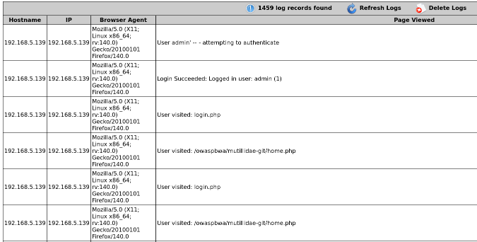 1459 log records found Refresh Logs Delete Logs
Hostname IP Browser Agent Page Viewed
192.168.5.139 192.168.5.139 Mozilla/5.0 (X11;
Linux x86_64;
rv:140.0)
Gecko/20100101
Firefox/140.0
User admin' -- - attempting to authenticate
192.168.5.139 192.168.5.139 Mozilla/5.0 (X11;
Linux x86_64;
rv:140.0)
Gecko/20100101
Firefox/140.0
Login Succeeded: Logged in user: admin (1)
192.168.5.139 192.168.5.139 Mozilla/5.0 (X11;
Linux x86_64;
rv:140.0)
Gecko/20100101
Firefox/140.0
User visited: login.php
192.168.5.139 192.168.5.139 Mozilla/5.0 (X11;
Linux x86_64;
rv:140.0)
Gecko/20100101
Firefox/140.0
User visited: /owaspbwa/mutillidae-git/home.php
192.168.5.139 192.168.5.139 Mozilla/5.0 (X11;
Linux x86_64;
rv:140.0)
Gecko/20100101
Firefox/140.0
User visited: login.php
192.168.5.139 192.168.5.139 Mozilla/5.0 (X11;
Linux x86_64;
rv:140.0)
Gecko/20100101
Firefox/140.0
User visited: /owaspbwa/mutillidae-git/home.php